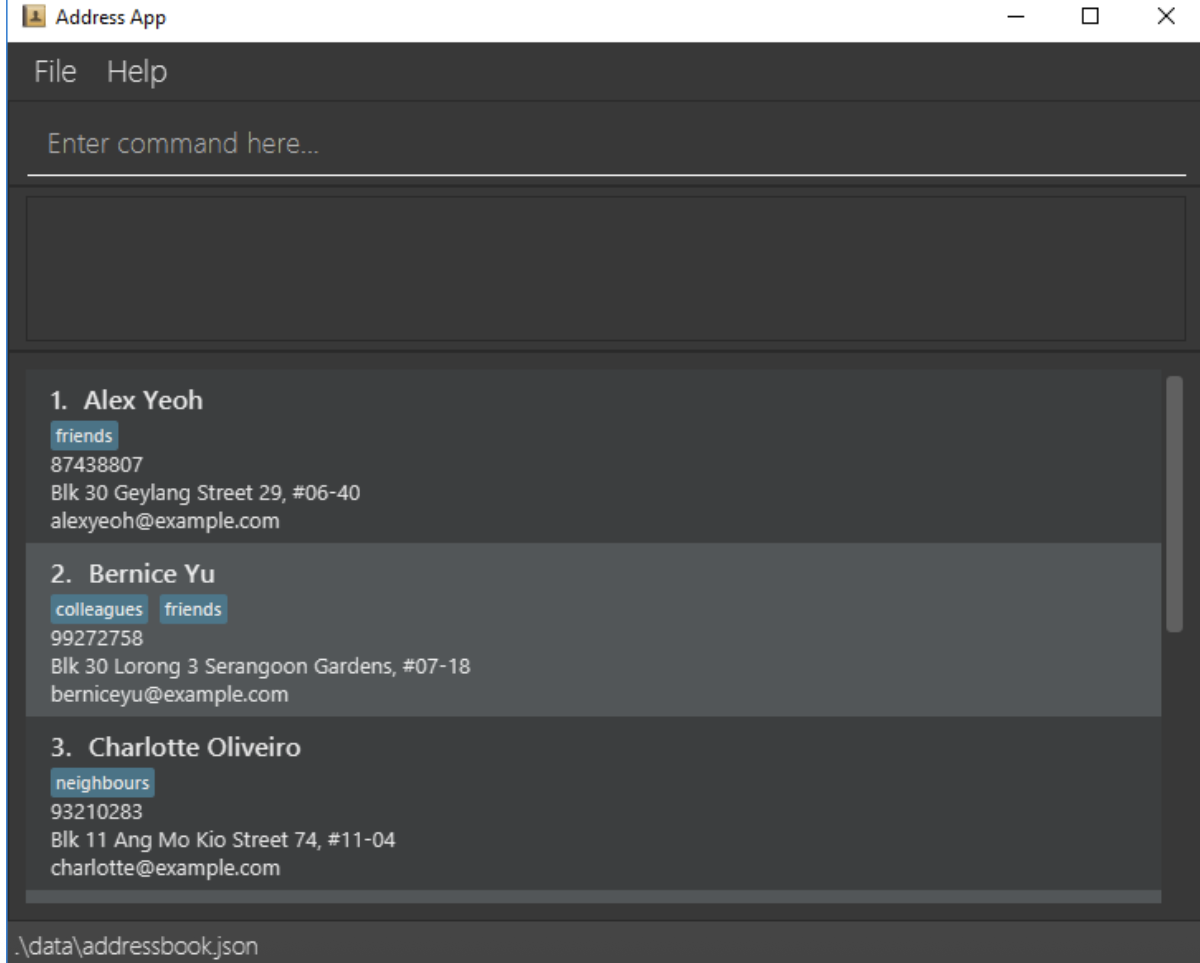 Address App
File Help
Enter command here...
1. Alex Yeoh
friends
87438807
Blk 30 Geylang Street 29, #06-40
alexyeoh@example.com
2. Bernice Yu
colleagues friends
99272758
Blk 30 Lorong 3 Serangoon Gardens, #07-18
berniceyu@example.com
3. Charlotte Oliveiro
neighbours
93210283
Blk 11 Ang Mo Kio Street 74, #11-04
charlotte@example.com
.\data\addressbook.json